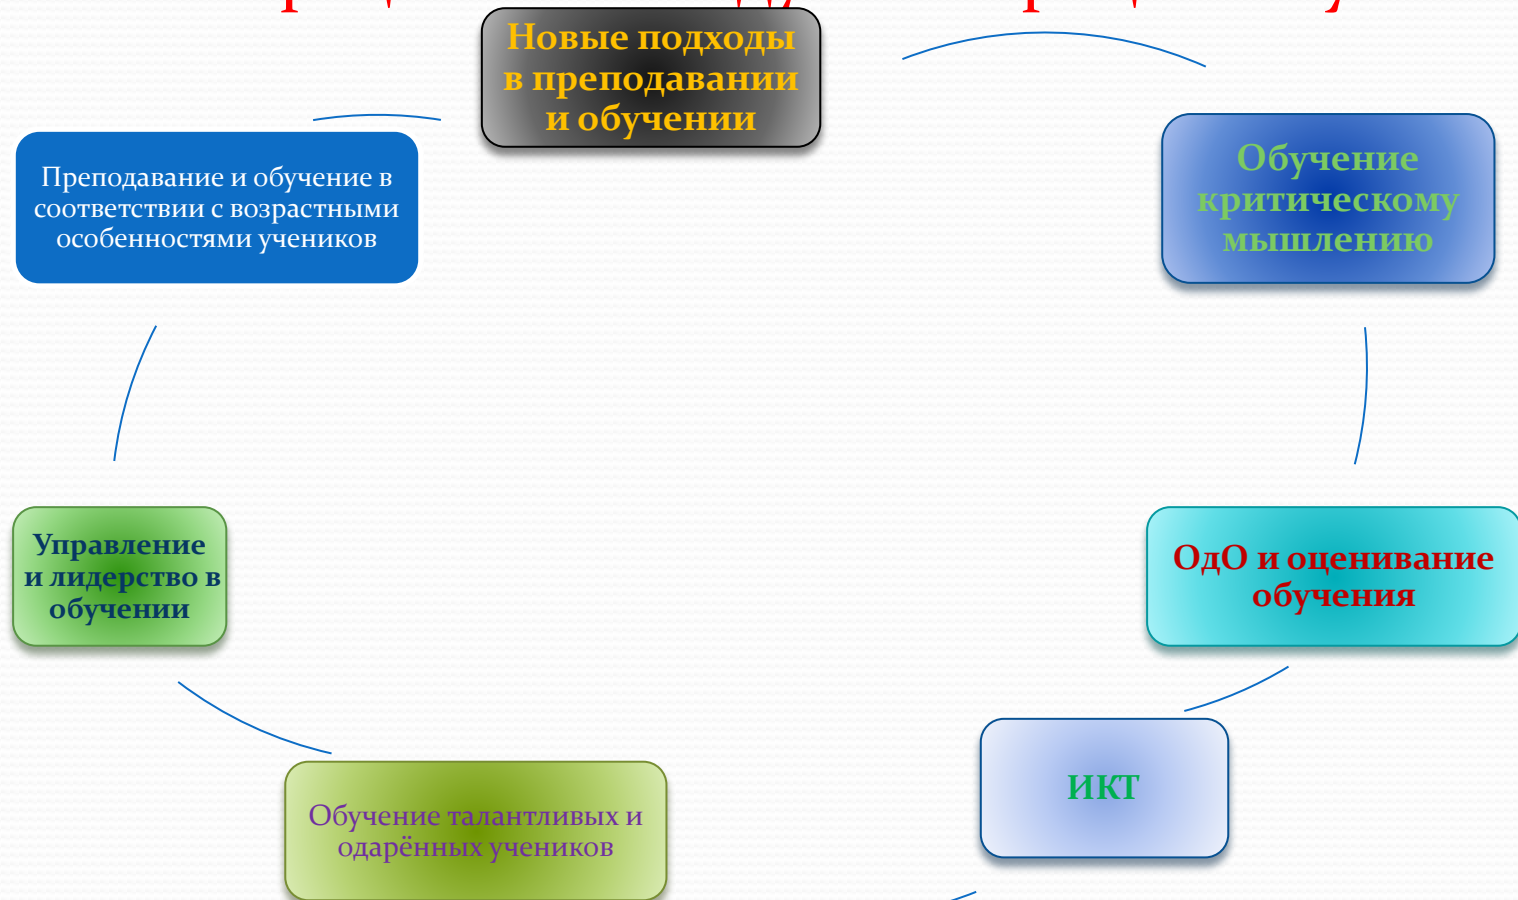 Новые подходы
в преподавании
и обучении
Обучение
критическому
мышлению
Преподавание и обучение в
соответствии с возрастными
особенностями учеников
Управление
и лидерство в
обучении
ОдО и оценивание
обучения
ИКТ
Обучение талантливых и
одарённых учеников